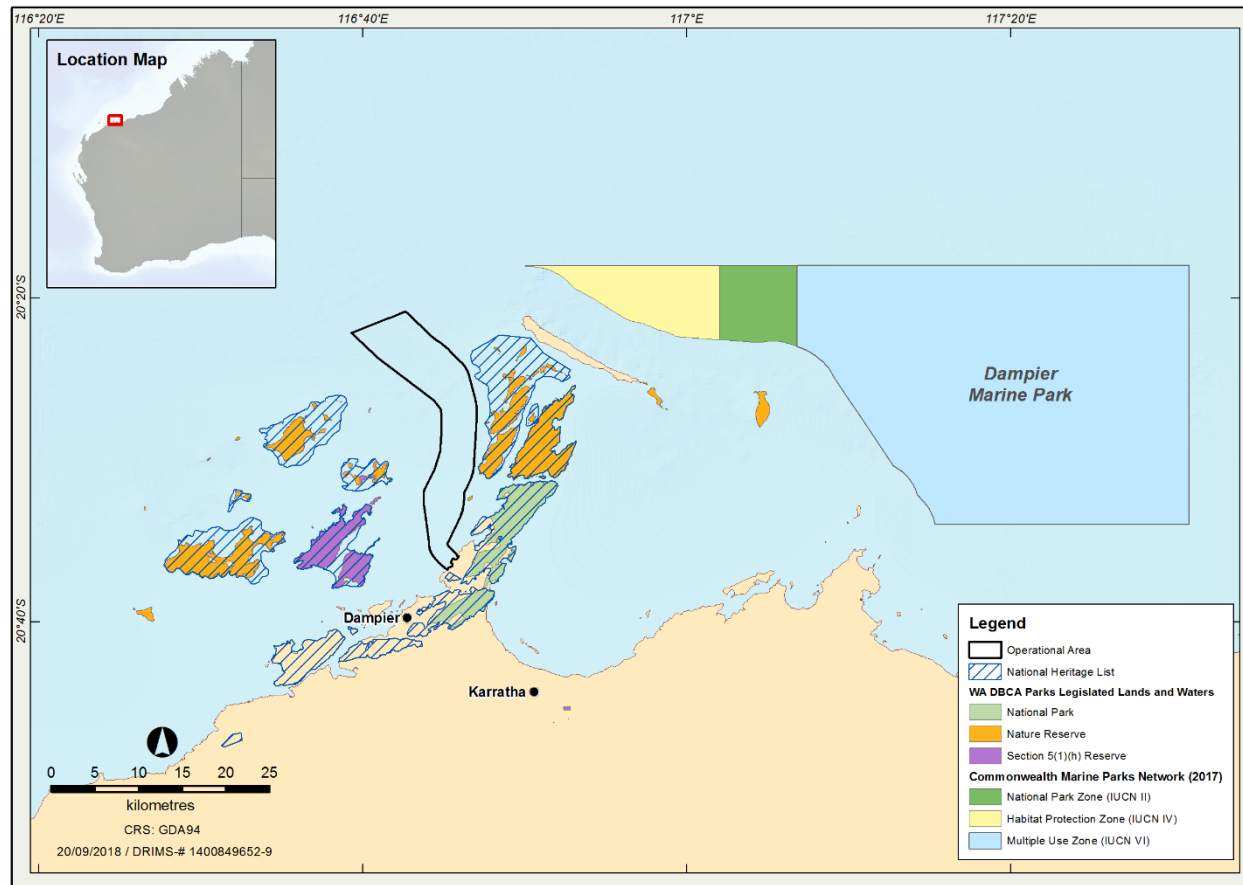 116°20'E
116°40'E
117°E
117°20'E
Location Map
20°20'S
20°40'S
Dampier
Marine Park
Dampier
Karratha
0 5 10 15 20 25
kilometres
CRS: GDA94
20/09/2018 / DRIMS-# 1400849652-9
Legend
Operational Area
National Heritage List
WA DBCA Parks Legislated Lands and Waters
National Park
Nature Reserve
Section 5(1)(h) Reserve
Commonwealth Marine Parks Network (2017)
National Park Zone (IUCN II)
Habitat Protection Zone (IUCN IV)
Multiple Use Zone (IUCN VI)